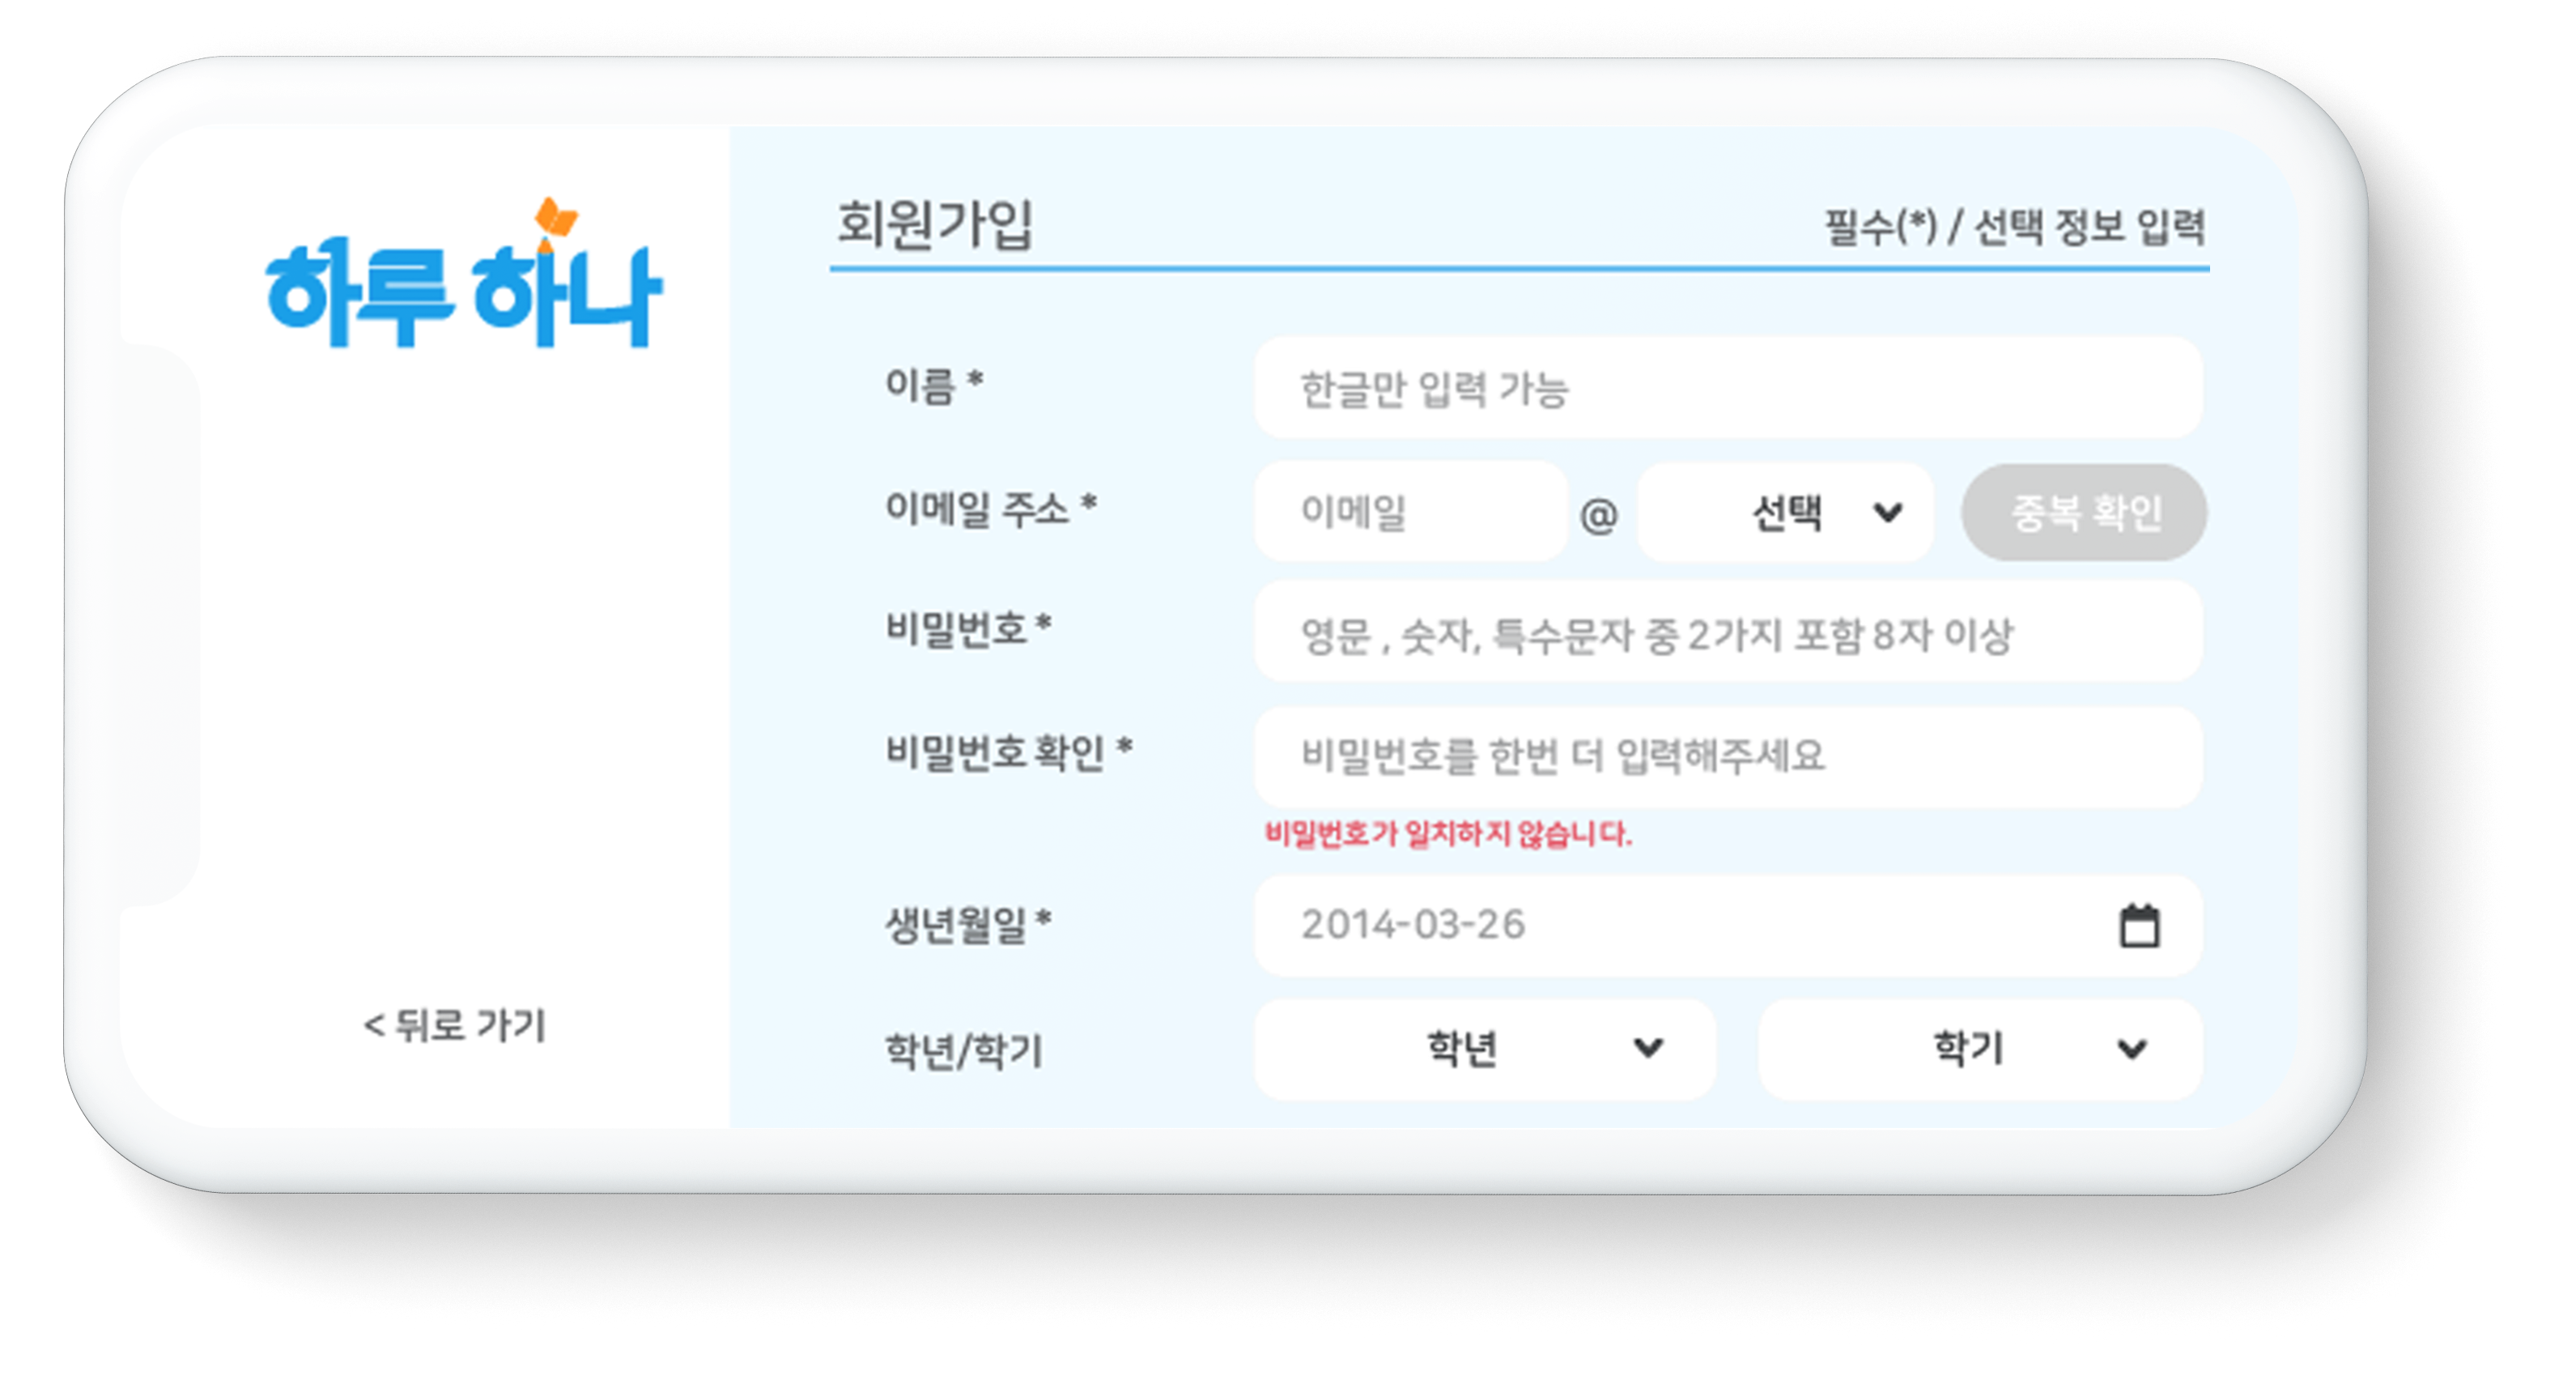 하루 하나
회원가입
필수(*) / 선택 정보 입력
이름 *
한글만 입력 가능
이메일 주소 *
이메일 @ 선택 중복 확인
비밀번호 *
영문 , 숫자, 특수문자 중 2가지 포함 8자 이상
비밀번호 확인 *
비밀번호를 한번 더 입력해주세요
비밀번호가 일치하지 않습니다.
생년월일 *
2014-03-26
학년/학기
학년 학기
< 뒤로 가기